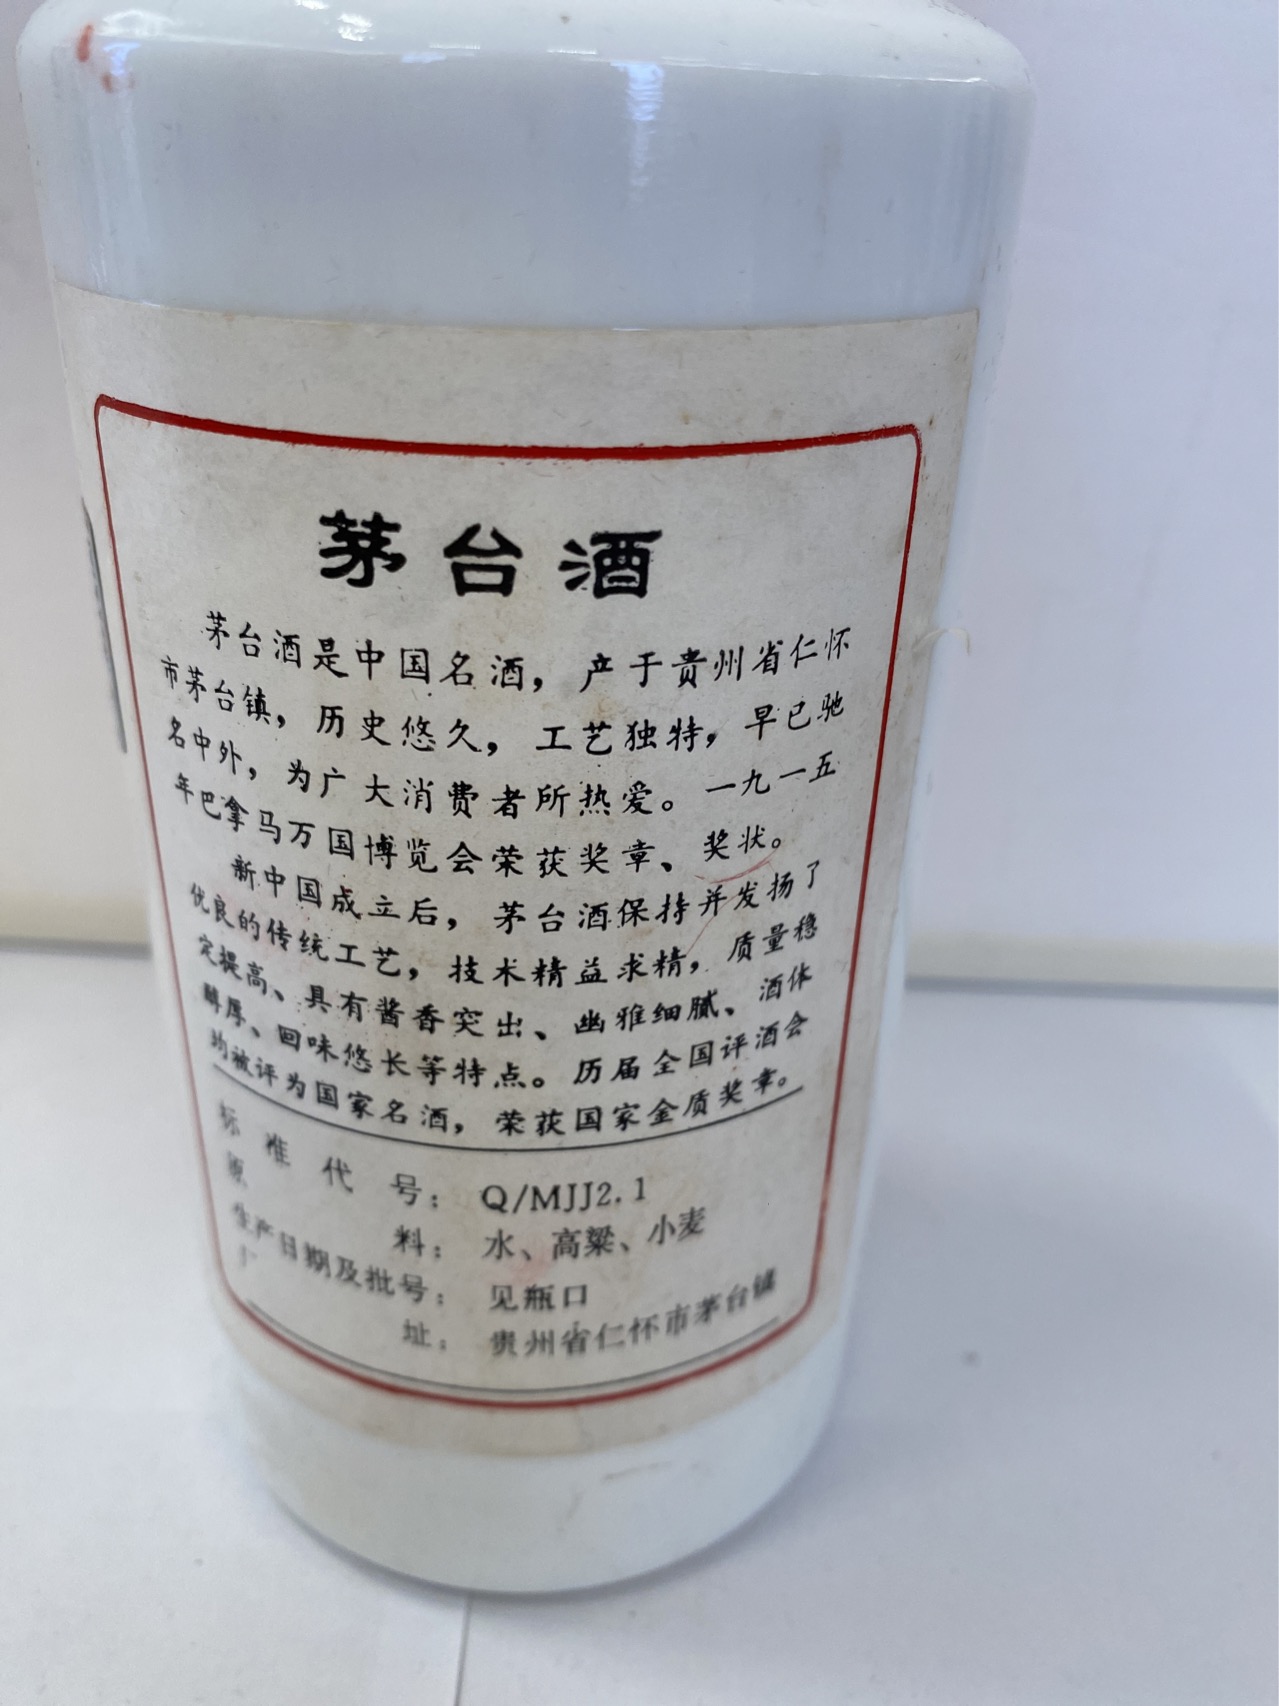 茅台酒
茅台酒是中国名酒，产于贵州省仁怀
市茅台镇，历史悠久，工艺独特，早已驰
名中外，为广大消费者所热爱。一九一五
年巴拿马万国博览会荣获奖章、奖状。
新中国成立后，茅台酒保持并发扬了
优良的传统工艺，技术精益求精，质量稳
定提高、具有酱香突出、幽雅细腻、酒体
醇厚、回味悠长等特点。历届全国评酒会
均被评为国家名酒，荣获国家金质奖章。
标准代号：Q/MJJ2.1
原料：水、高粱、小麦
生产日期及批号：见瓶口
厂址：贵州省仁怀市茅台镇